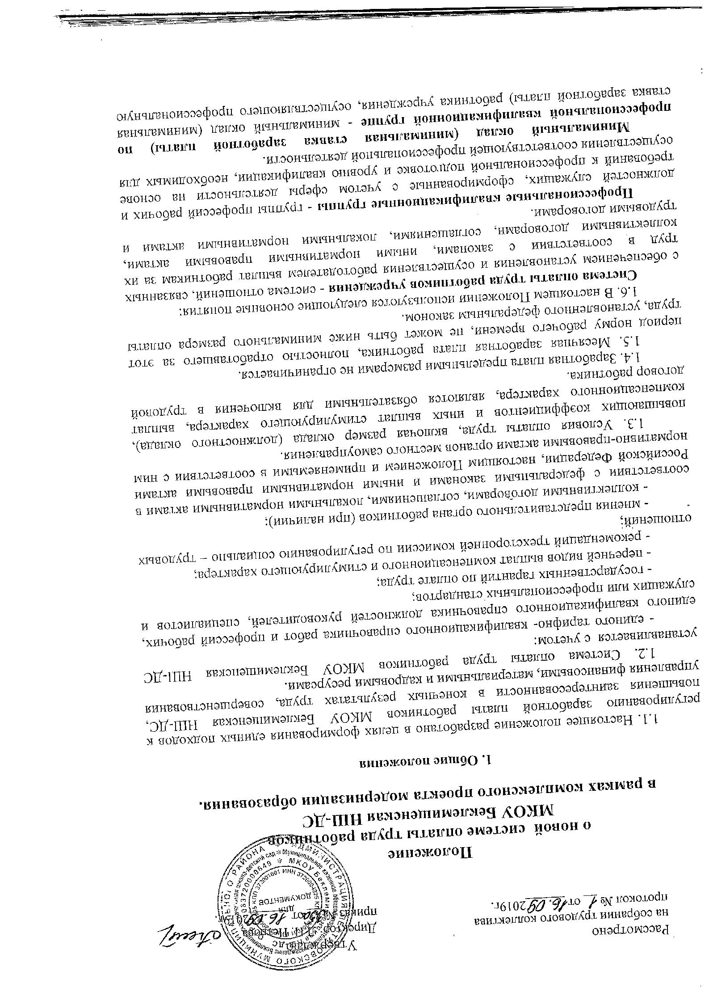 Рассмотрено
на собрании трудового коллектива
протокол № 1 от 16.09 2019г.
Утверждаю
Директор: Л.П. Петрова
приказ № от 16.09 2019г.
ДЛЯ
ДОКУМЕНТОВ
Положение
о новой системе оплаты труда работников
МКОУ Беклемищенская НШ-ДС
в рамках комплексного проекта модернизации образования.
1. Общие положения
1.1. Настоящее положение разработано в целях формирования единых подходов к
регулированию заработной платы работников МКОУ Беклемищенская НШ-ДС,
повышения заинтересованности в конечных результатах труда, совершенствования
управления финансовыми, материальными и кадровыми ресурсами.
1.2. Система оплаты труда работников МКОУ Беклемищенская НШ-ДС
устанавливается с учетом:
- единого тарифно- квалификационного справочника работ и профессий рабочих,
единого квалификационного справочника должностей руководителей, специалистов и
служащих или профессиональных стандартов;
- государственных гарантий по оплате труда;
- перечней видов выплат компенсационного и стимулирующего характера;
- рекомендаций трехсторонней комиссии по регулированию социально – трудовых
отношений;
- мнения представительного органа работников (при наличии);
- коллективными договорами, соглашениями, локальными нормативными актами в
соответствии с федеральными законами и иными нормативными правовыми актами
Российской Федерации, настоящим Положением и применяемыми в соответствии с ним
нормативно-правовыми актами органов местного самоуправления.
1.3. Условия оплаты труда, включая размер оклада (должностного оклада),
повышающих коэффициентов и иных выплат стимулирующего характера, выплат
компенсационного характера, являются обязательными для включения в трудовой
договор работника.
1.4. Заработная плата предельными размерами не ограничивается.
1.5. Месячная заработная плата работника, полностью отработавшего за этот
период норму рабочего времени, не может быть ниже минимального размера оплаты
труда, установленного федеральным законом.
1.6. В настоящем Положении используются следующие основные понятия:
Система оплаты труда работников учреждения - система отношений, связанных
с обеспечением установления и осуществления работодателем выплат работникам за их
труд в соответствии с законами, иными нормативными правовыми актами,
коллективными договорами, соглашениями, локальными нормативными актами и
трудовыми договорами.
Профессиональные квалификационные группы - группы профессий рабочих и
должностей служащих, сформированные с учетом сферы деятельности на основе
требований к профессиональной подготовке и уровню квалификации, необходимых для
осуществления соответствующей профессиональной деятельности.
Минимальный оклад (минимальная ставка заработной платы) по
профессиональной квалификационной группе - минимальный оклад (минимальная
ставка заработной платы) работника учреждения, осуществляющего профессиональную